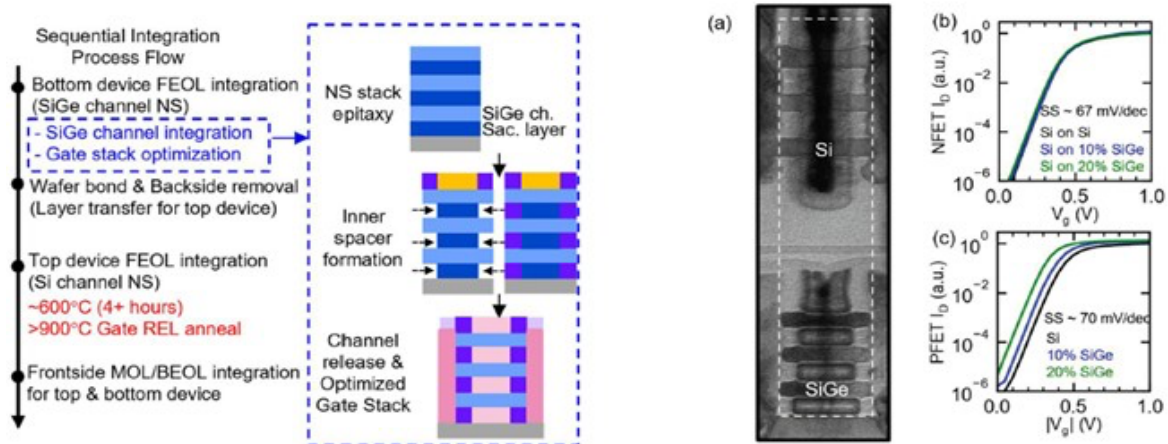 Sequential Integration
Process Flow
Bottom device FEOL integration
(SiGe channel NS)
- SiGe channel integration
- Gate stack optimization
Wafer bond & Backside removal
(Layer transfer for top device)
Top device FEOL integration
(Si channel NS)
~600°C (4+ hours)
>900°C Gate REL anneal
Frontside MOL/BEOL integration
for top & bottom device
NS stack
epitaxy
SiGe ch.
Sac. layer
Inner
spacer
formation
Channel
release &
Optimized
Gate Stack
(a)
Si
SiGe
(b)
NFET I_D (a.u.)
10^0
10^-2
10^-4
10^-6
SS ~ 67 mV/dec
Si on Si
Si on 10% SiGe
Si on 20% SiGe
0.0 0.5 1.0
V_g (V)
(c)
PFET I_D (a.u.)
10^0
10^-2
10^-4
10^-6
SS ~ 70 mV/dec
Si
10% SiGe
20% SiGe
0.0 0.5 1.0
|V_g| (V)